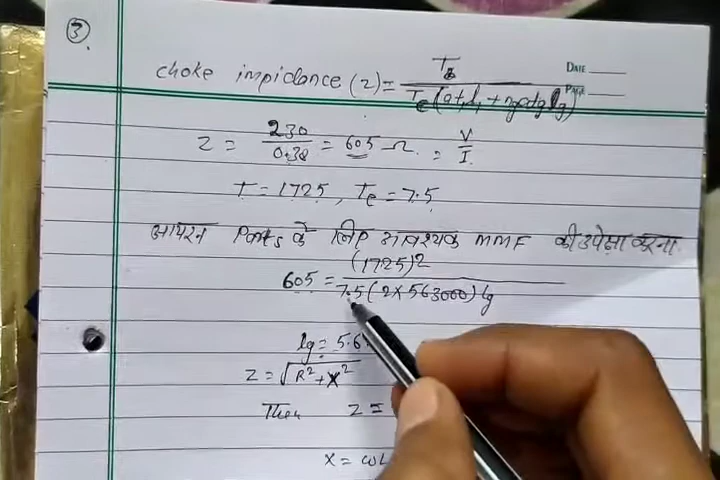 3.
DATE
PAGE
choke impidance (z) =
z = 230 / 0.38 = 605 Ω = V / I
T = 1725, Te = 7.5
आयरन Parts के लिए आवश्यक MMF की उपेक्षा करना
605 = (1725)2 / 7.5 (2 × 563000) lg
lg = 5.6
z = √R2 + X2
Then z =
x = ωL